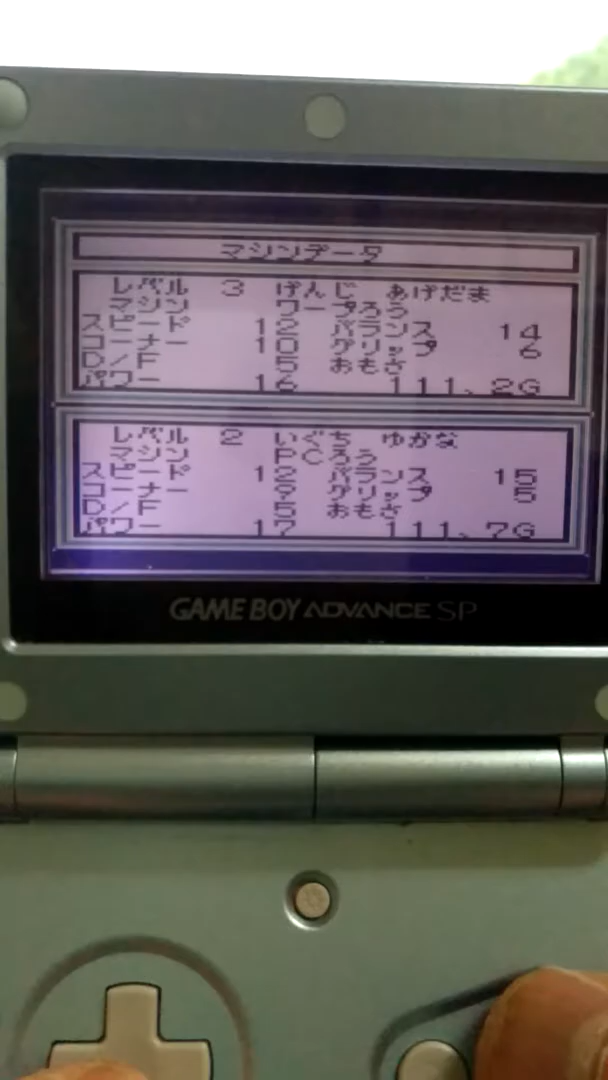 マシンデータ
レベル 3 げんじ あげだま
マシン ワープろう
スピード 12 バランス 14
コーナー 10 グリップ 6
D/F 5 おもさ
パワー 16 111.2G
レベル 2 いぐち ゆかな
マシン PCろう
スピード 12 バランス 15
コーナー 9 グリップ 5
D/F 5 おもさ
パワー 17 111.7G
GAME BOY ADVANCE SP